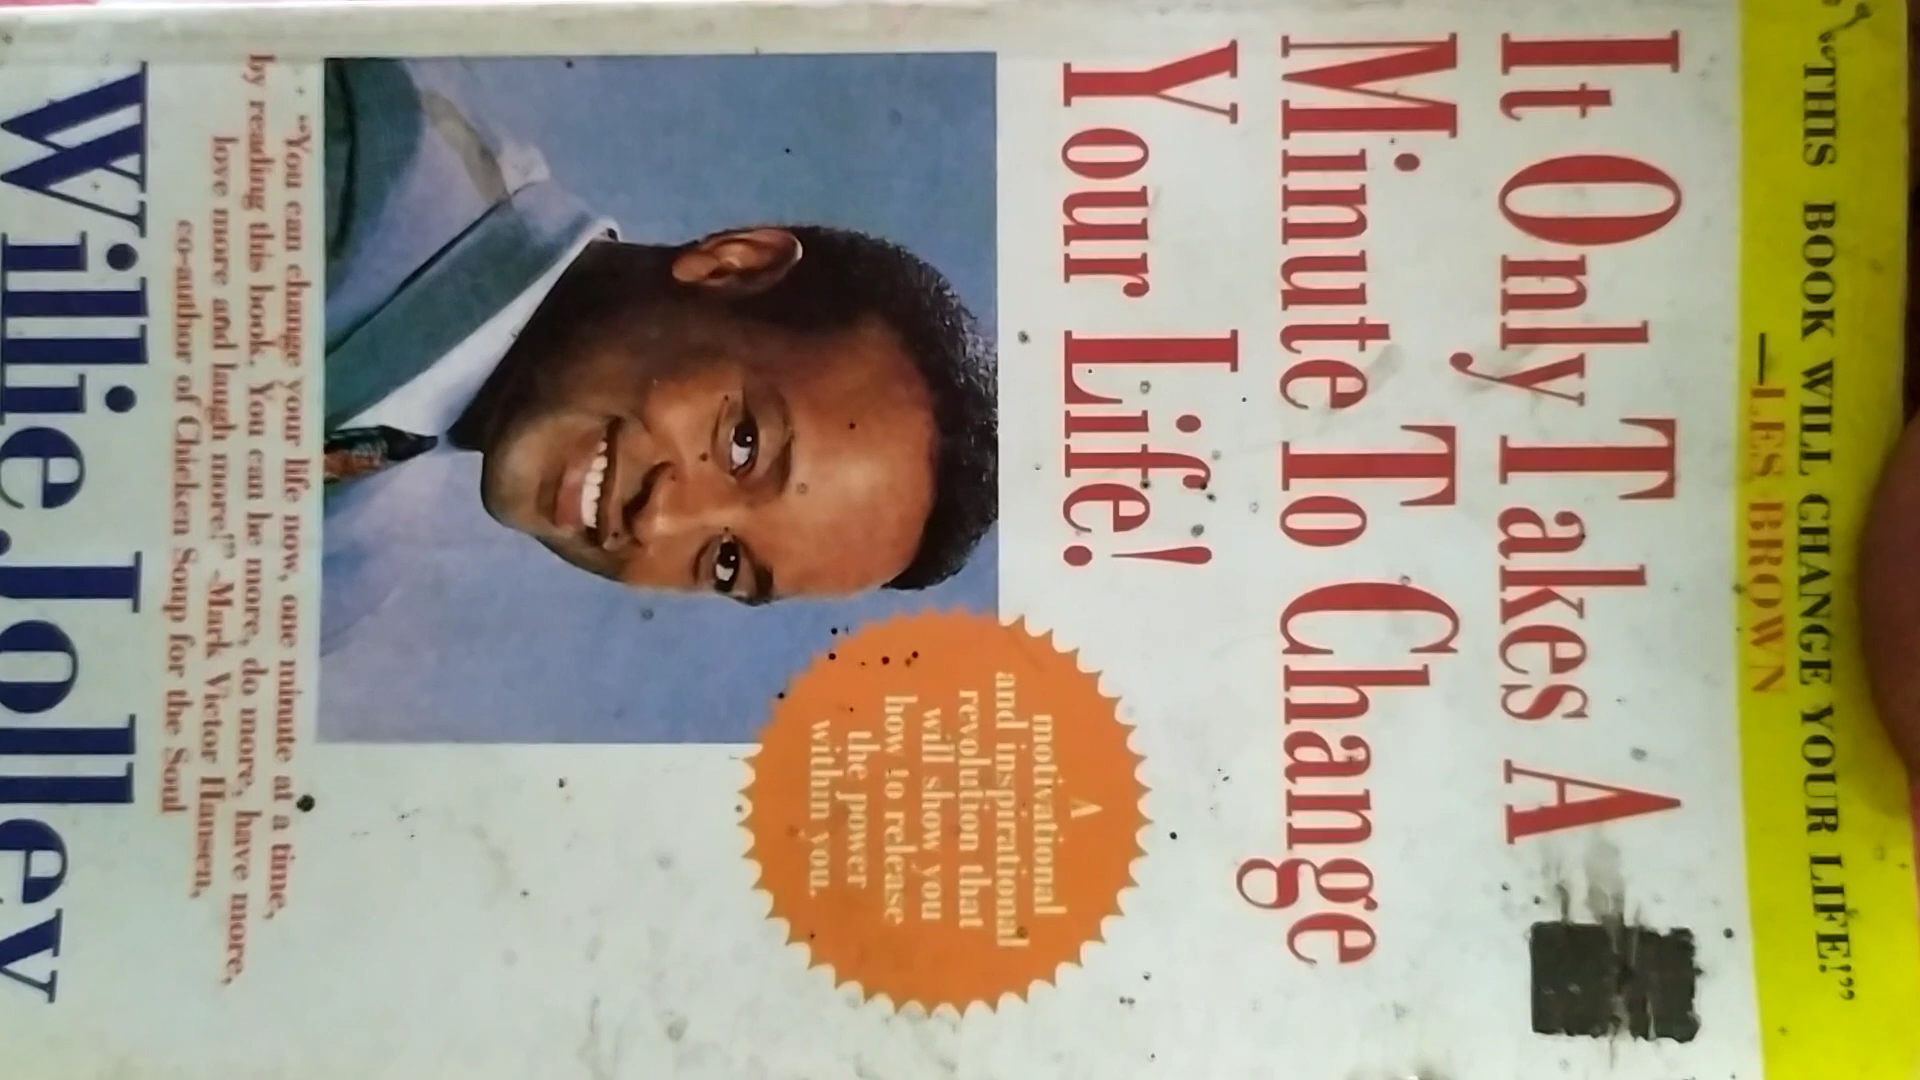 "THIS BOOK WILL CHANGE YOUR LIFE!"
—LES BROWN
It Only Takes A
Minute To Change
Your Life!
A
motivational
and inspirational
revolution that
will show you
how to release
the power
within you.
"You can change your life now, one minute at a time,
by reading this book. You can be more, do more, have more,
love more and laugh more!" -Mark Victor Hansen,
co-author of Chicken Soup for the Soul
Willie Jolley